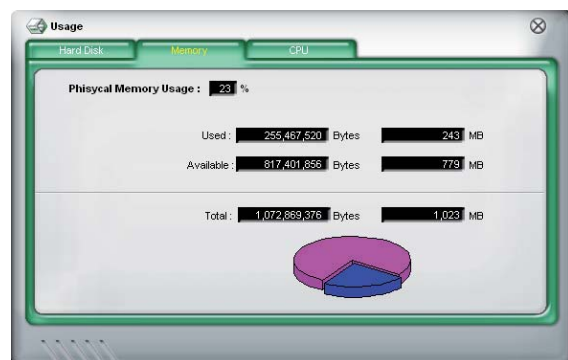 Usage
Hard Disk Memory CPU
Phisycal Memory Usage : 23 %
Used : 255,467,520 Bytes 243 MB
Available : 817,401,856 Bytes 779 MB
Total : 1,072,869,376 Bytes 1,023 MB